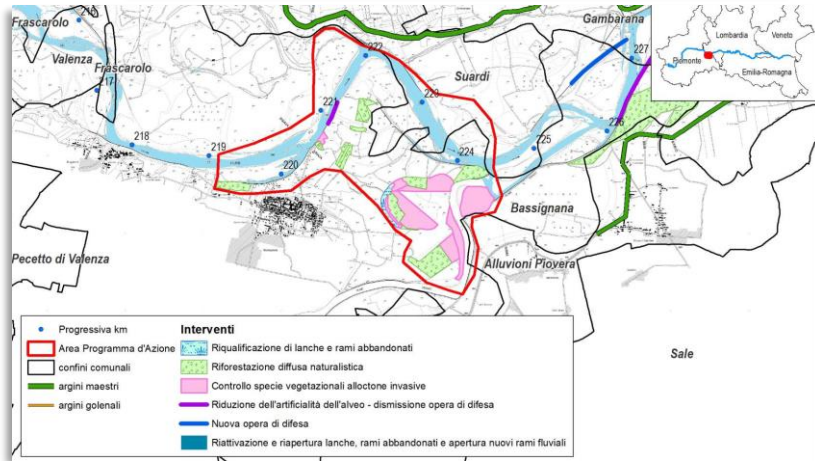 216
Frascarolo
Valenza
Frascarolo
217
218
219
220
221
222
223
224
225
226
227
Suardi
Gambarana
Bassignana
Alluvioni Piovera
Pecetto di Valenza
Sale
Piemonte
Lombardia
Veneto
Emilia-Romagna
Progressiva km
Area Programma d'Azione
confini comunali
argini maestri
argini golenali
Interventi
Riqualificazione di lanche e rami abbandonati
Riforestazione diffusa naturalistica
Controllo specie vegetazionali alloctone invasive
Riduzione dell'artificialità dell'alveo - dismissione opera di difesa
Nuova opera di difesa
Riattivazione e riapertura lanche, rami abbandonati e apertura nuovi rami fluviali